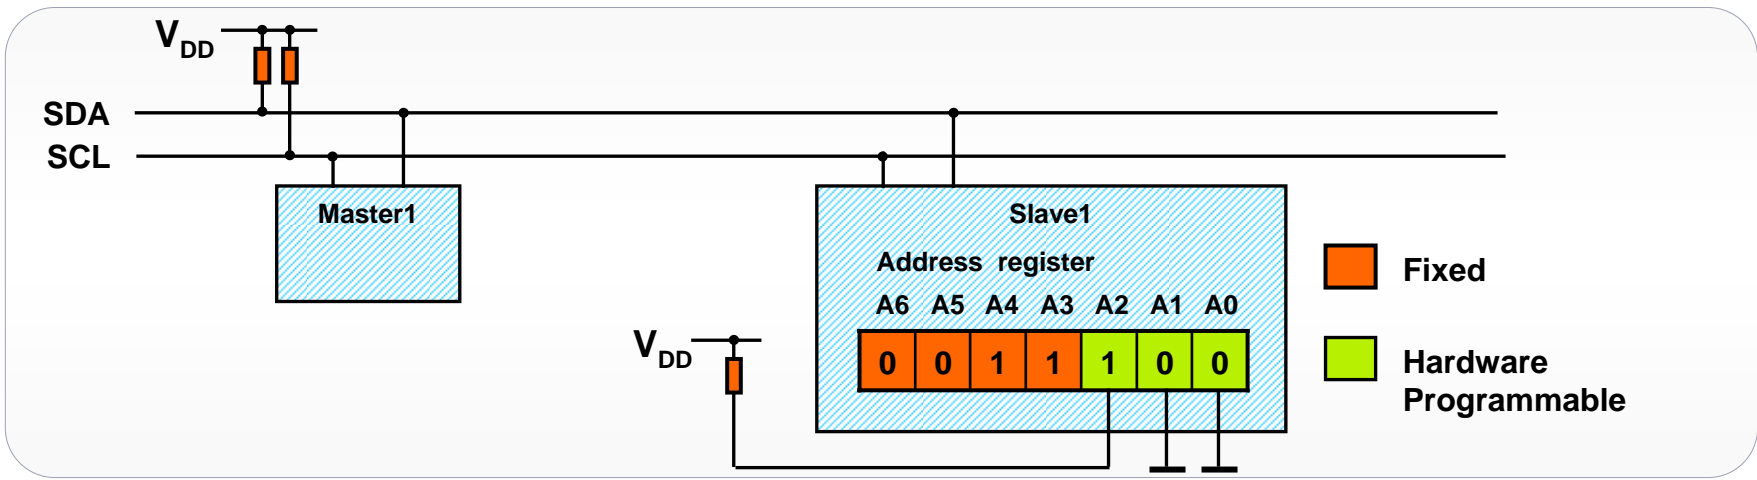 VDD
SDA
SCL
Master1
Slave1
Address register
A6 A5 A4 A3 A2 A1 A0
0 0 1 1 1 0 0
VDD
Fixed
Hardware
Programmable